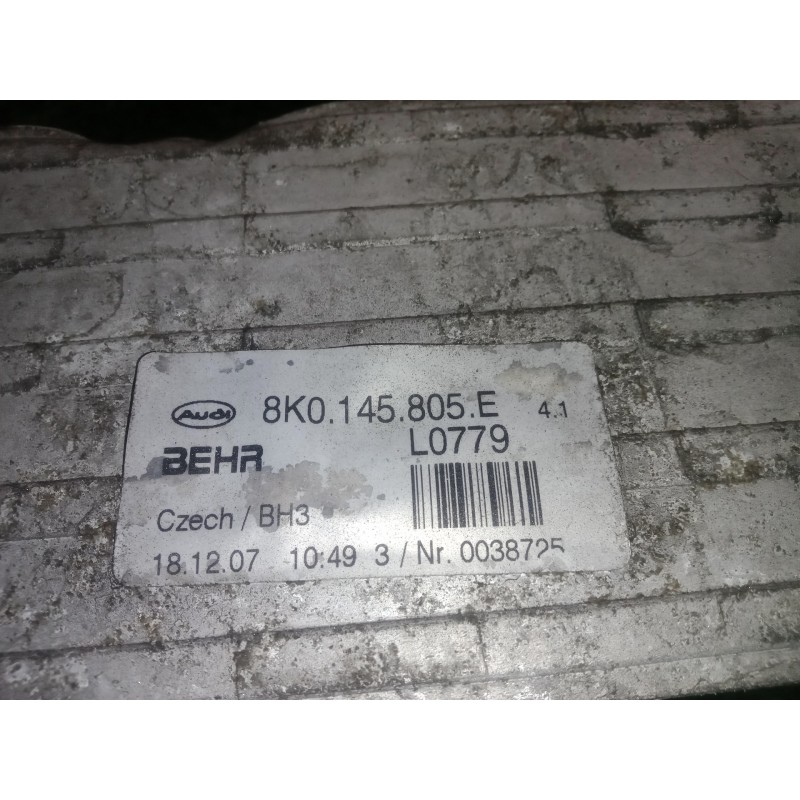 Audi 8K0.145.805.E 4.1
BEHR L0779
Czech / BH3
18.12.07 10:49 3 / Nr. 0038725